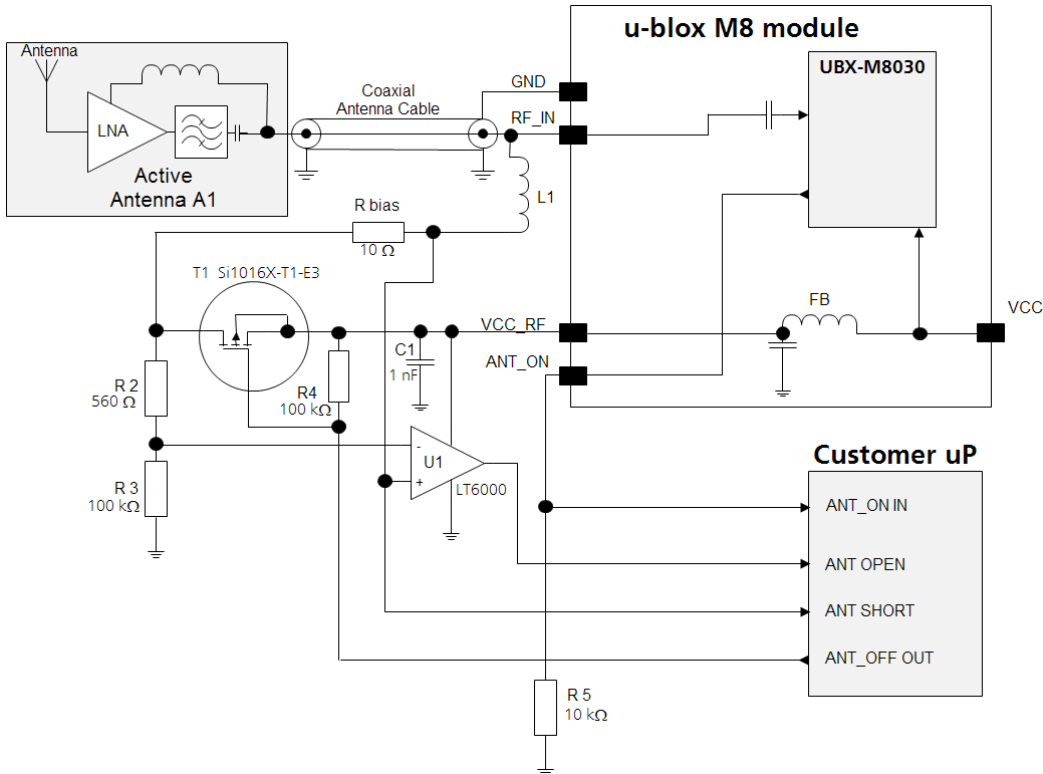 u-blox M8 module
Antenna
LNA
Active
Antenna A1
Coaxial
Antenna Cable
GND
RF_IN
UBX-M8030
L1
R bias
10 Ω
T1 Si1016X-T1-E3
VCC_RF
FB
VCC
ANT_ON
C1
1 nF
R 2
560 Ω
R4
100 kΩ
-
U1
+
LT6000
R 3
100 kΩ
Customer uP
ANT_ON IN
ANT OPEN
ANT SHORT
ANT_OFF OUT
R 5
10 kΩ